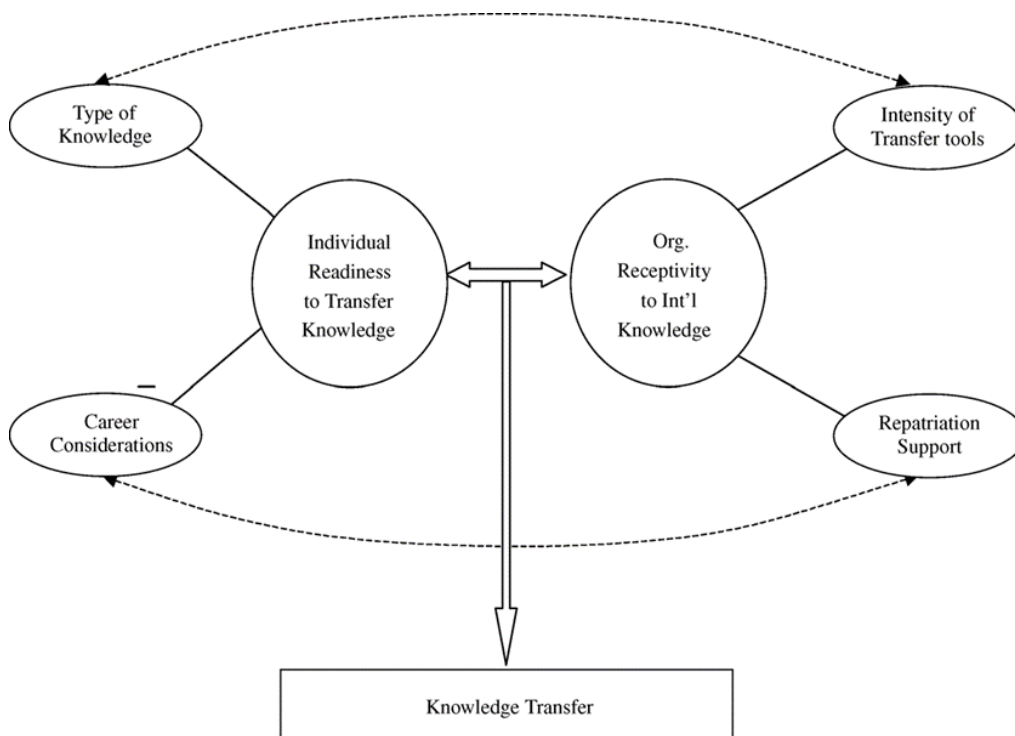 Type of
Knowledge
Intensity of
Transfer tools
Individual
Readiness
to Transfer
Knowledge
Org.
Receptivity
to Int'l
Knowledge
–
Career
Considerations
Repatriation
Support
Knowledge Transfer